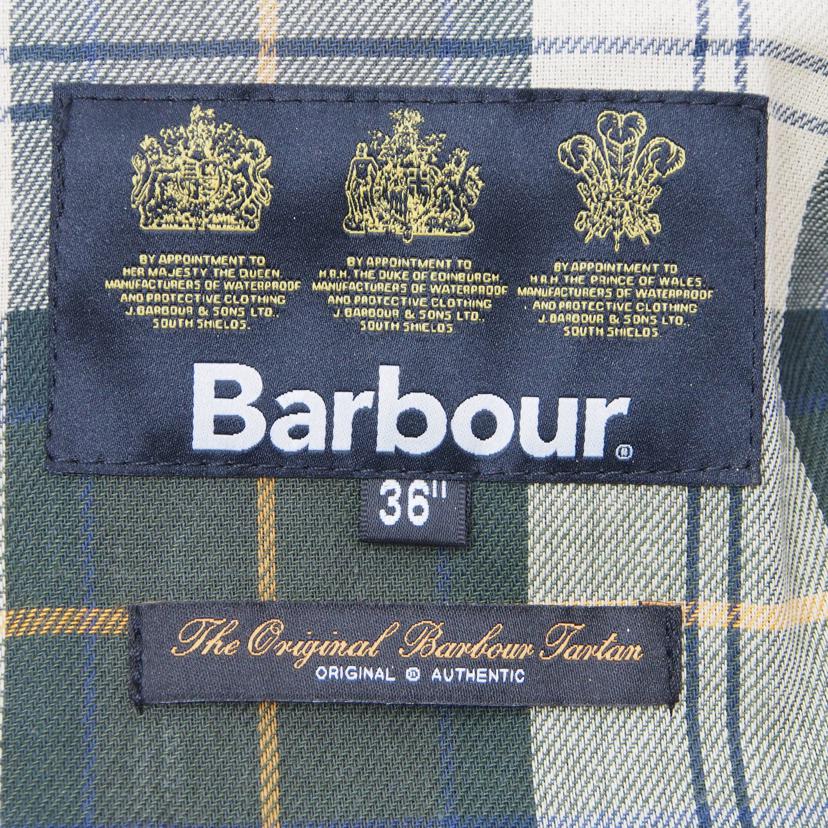 BY APPOINTMENT TO
HER MAJESTY THE QUEEN.
MANUFACTURERS OF WATERPROOF
AND PROTECTIVE CLOTHING
J. BARBOUR & SONS LTD.,
SOUTH SHIELDS.
BY APPOINTMENT TO
H.R.H. THE DUKE OF EDINBURGH.
MANUFACTURERS OF WATERPROOF
AND PROTECTIVE CLOTHING
J. BARBOUR & SONS LTD.,
SOUTH SHIELDS.
BY APPOINTMENT TO
H.R.H. THE PRINCE OF WALES.
MANUFACTURERS OF WATERPROOF
AND PROTECTIVE CLOTHING
J. BARBOUR & SONS LTD.,
SOUTH SHIELDS.
Barbour®
36"
The Original Barbour Tartan
ORIGINAL ® AUTHENTIC